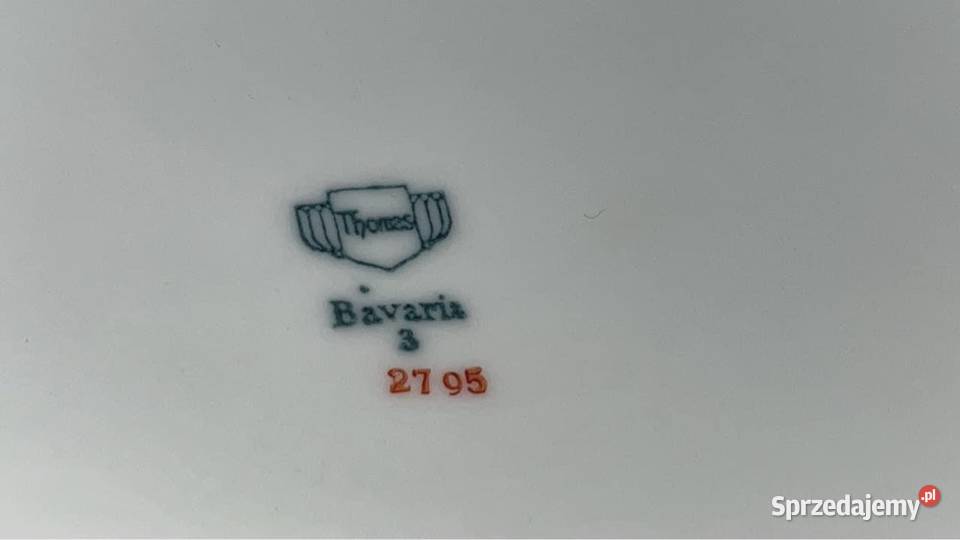 Thomas
Bavaria
3
2795
Sprzedajemy.pl